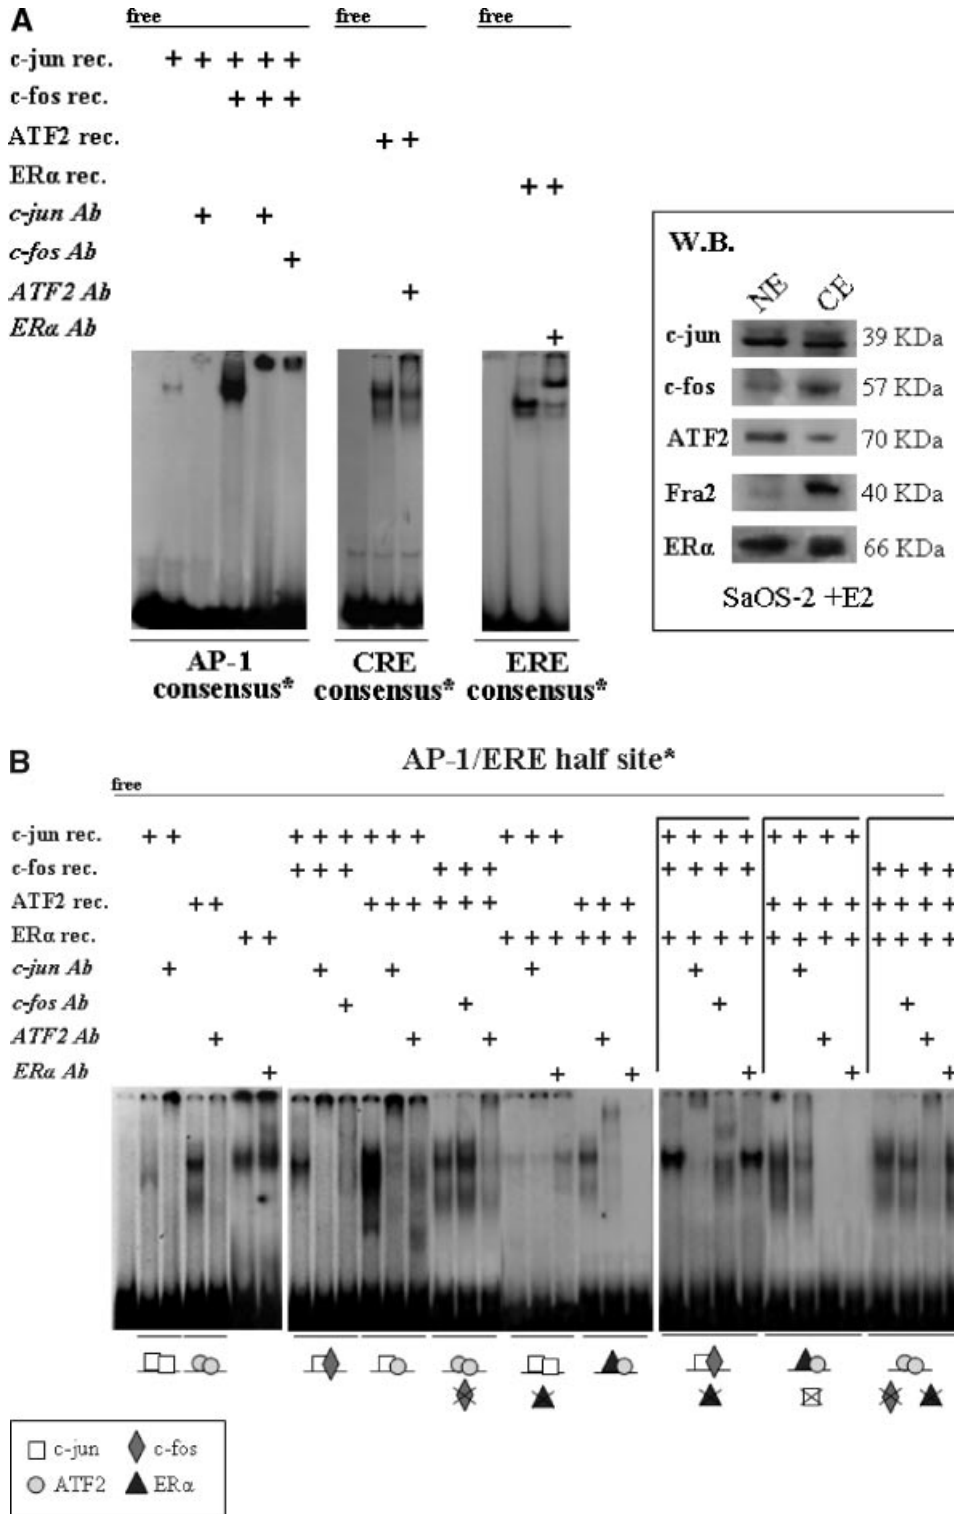 A
free free free
c-jun rec. + + + + +
c-fos rec. + + +
ATF2 rec. + +
ERα rec. + +
c-jun Ab + +
c-fos Ab +
ATF2 Ab +
ERα Ab +
AP-1 consensus*
CRE consensus*
ERE consensus*
W.B.
NE CE
c-jun 39 KDa
c-fos 57 KDa
ATF2 70 KDa
Fra2 40 KDa
ERα 66 KDa
SaOS-2 +E2
B
AP-1/ERE half site*
free
c-jun rec. + + + + + + + + + + + + + + + + + + +
c-fos rec. + + + + + + + + + + + + + +
ATF2 rec. + + + + + + + + + + + + + + + + + + +
ERα rec. + + + + + + + + + + + + + + + + + + + +
c-jun Ab + + + + + +
c-fos Ab + + + +
ATF2 Ab + + + + + +
ERα Ab + + + + + +
c-jun c-fos
ATF2 ERα